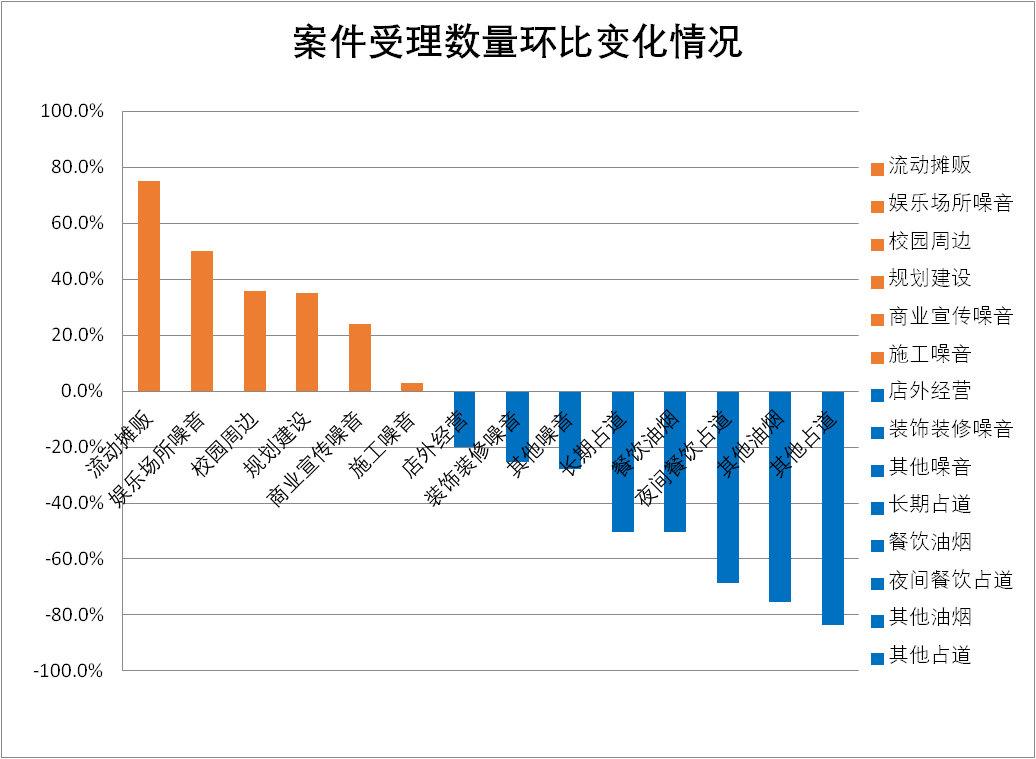 案件受理数量环比变化情况
100.0%
80.0%
60.0%
40.0%
20.0%
0.0%
-20.0%
-40.0%
-60.0%
-80.0%
-100.0%
流动摊贩
娱乐场所噪音
校园周边
规划建设
商业宣传噪音
施工噪音
店外经营
装饰装修噪音
其他噪音
长期占道
餐饮油烟
夜间餐饮占道
其他油烟
其他占道
流动摊贩
娱乐场所噪音
校园周边
规划建设
商业宣传噪音
施工噪音
店外经营
装饰装修噪音
其他噪音
长期占道
餐饮油烟
夜间餐饮占道
其他油烟
其他占道